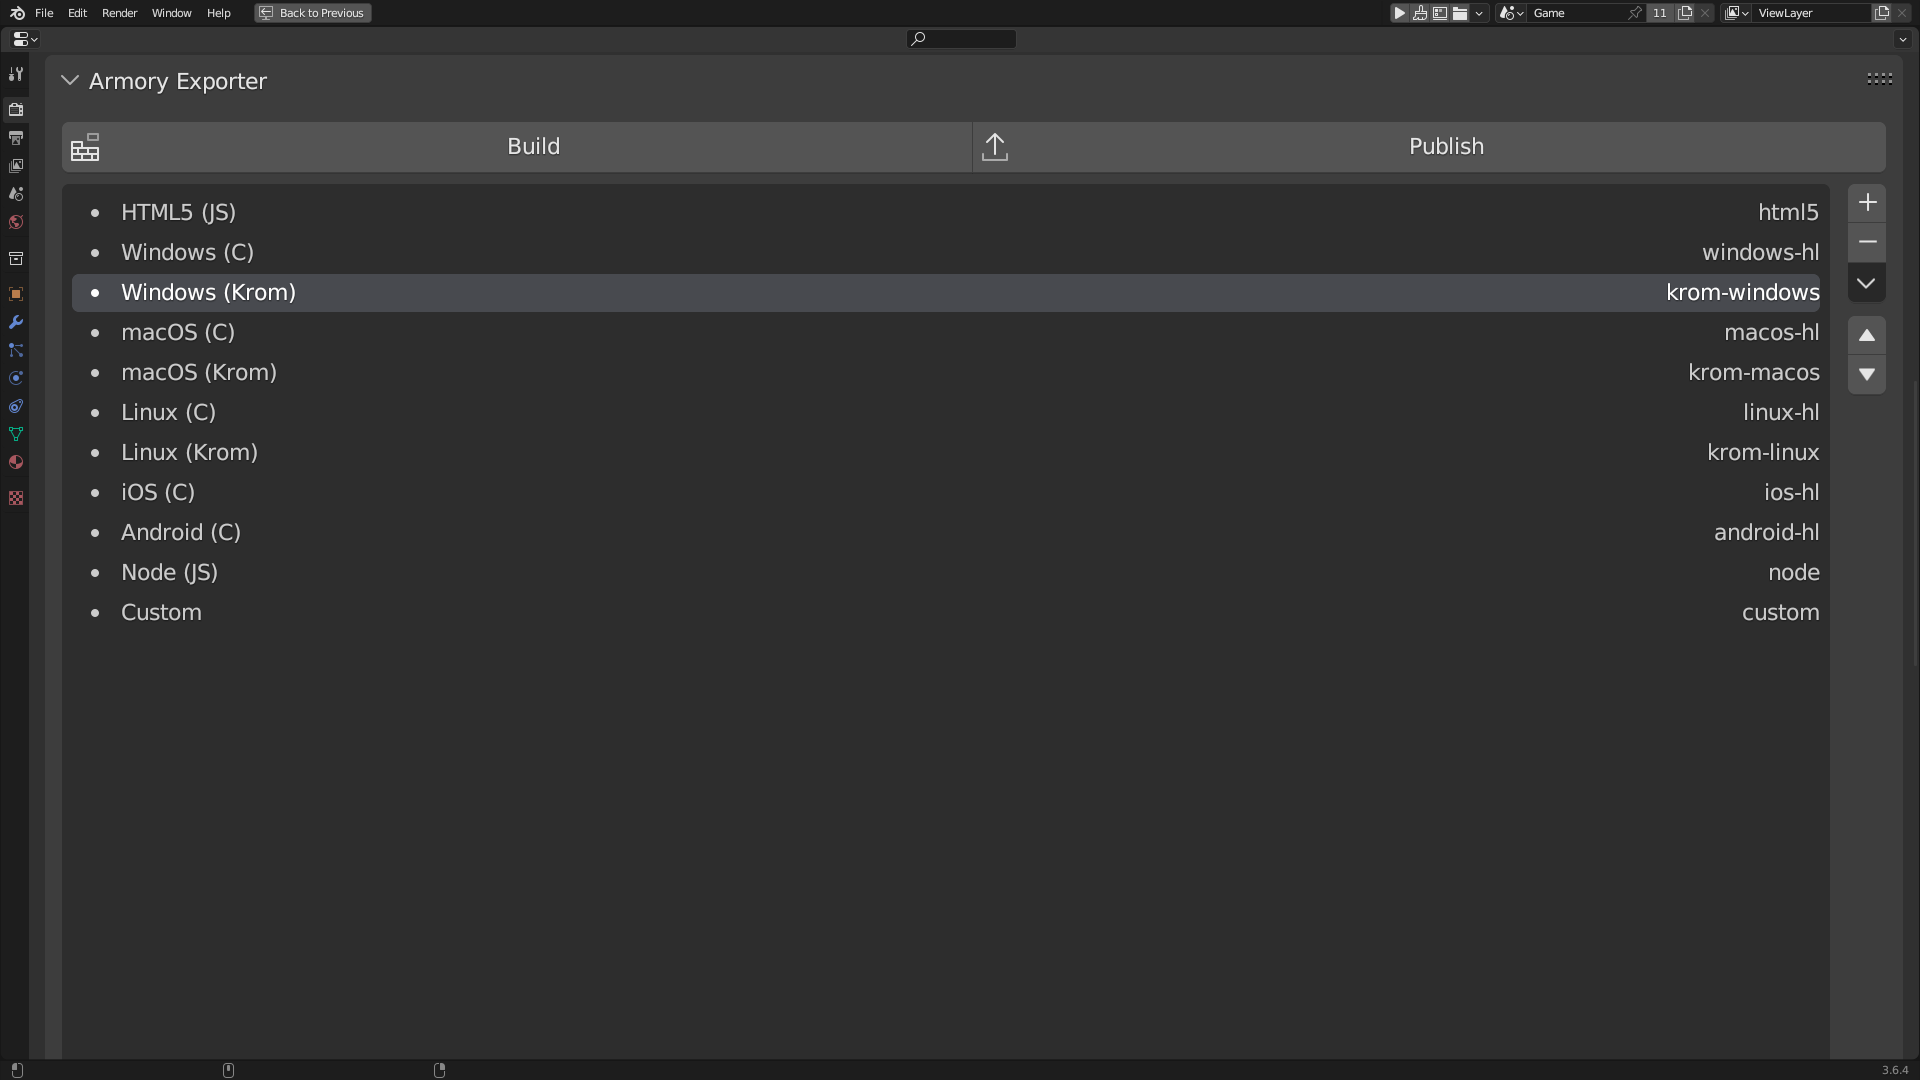 File Edit Render Window Help Back to Previous Game 11 ViewLayer
Armory Exporter
Build Publish
HTML5 (JS) html5
Windows (C) windows-hl
Windows (Krom) krom-windows
macOS (C) macos-hl
macOS (Krom) krom-macos
Linux (C) linux-hl
Linux (Krom) krom-linux
iOS (C) ios-hl
Android (C) android-hl
Node (JS) node
Custom custom
3.6.4